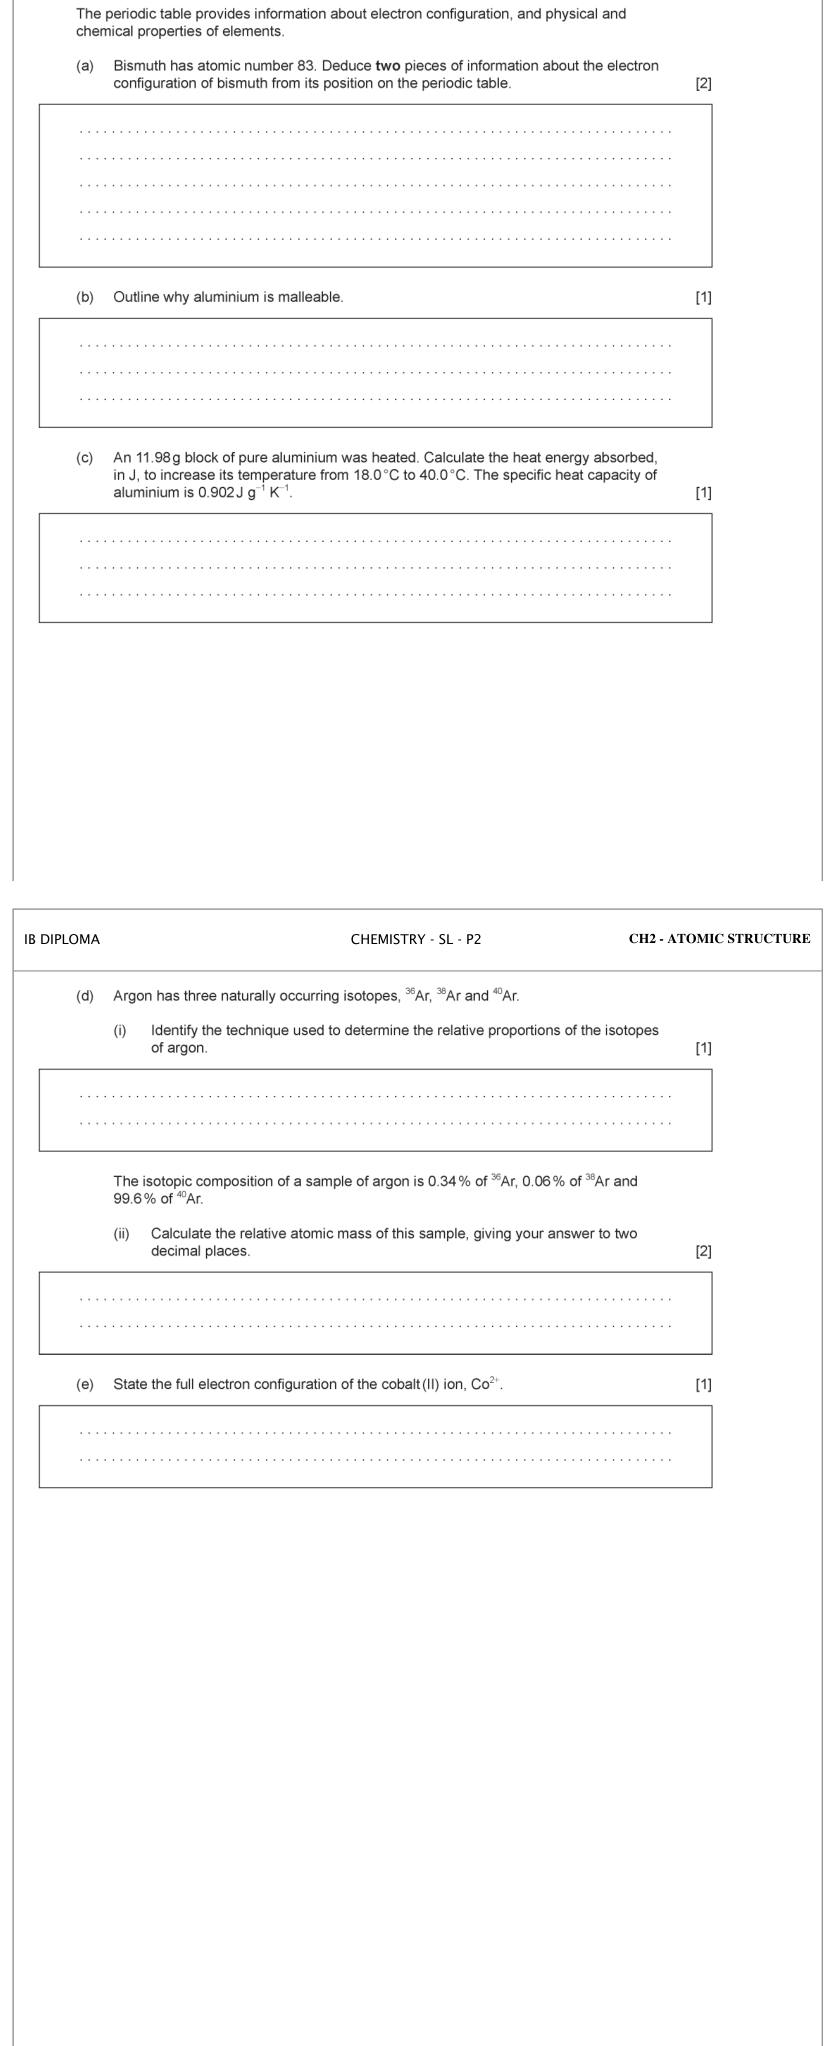 The periodic table provides information about electron configuration, and physical and
chemical properties of elements.
(a) Bismuth has atomic number 83. Deduce two pieces of information about the electron
configuration of bismuth from its position on the periodic table. [2]
(b) Outline why aluminium is malleable. [1]
(c) An 11.98 g block of pure aluminium was heated. Calculate the heat energy absorbed,
in J, to increase its temperature from 18.0 °C to 40.0 °C. The specific heat capacity of
aluminium is 0.902 J g⁻¹ K⁻¹. [1]
IB DIPLOMA CHEMISTRY - SL - P2 CH2 - ATOMIC STRUCTURE
(d) Argon has three naturally occurring isotopes, ³⁶Ar, ³⁸Ar and ⁴⁰Ar.
(i) Identify the technique used to determine the relative proportions of the isotopes
of argon. [1]
The isotopic composition of a sample of argon is 0.34 % of ³⁶Ar, 0.06 % of ³⁸Ar and
99.6 % of ⁴⁰Ar.
(ii) Calculate the relative atomic mass of this sample, giving your answer to two
decimal places. [2]
(e) State the full electron configuration of the cobalt (II) ion, Co²⁺. [1]